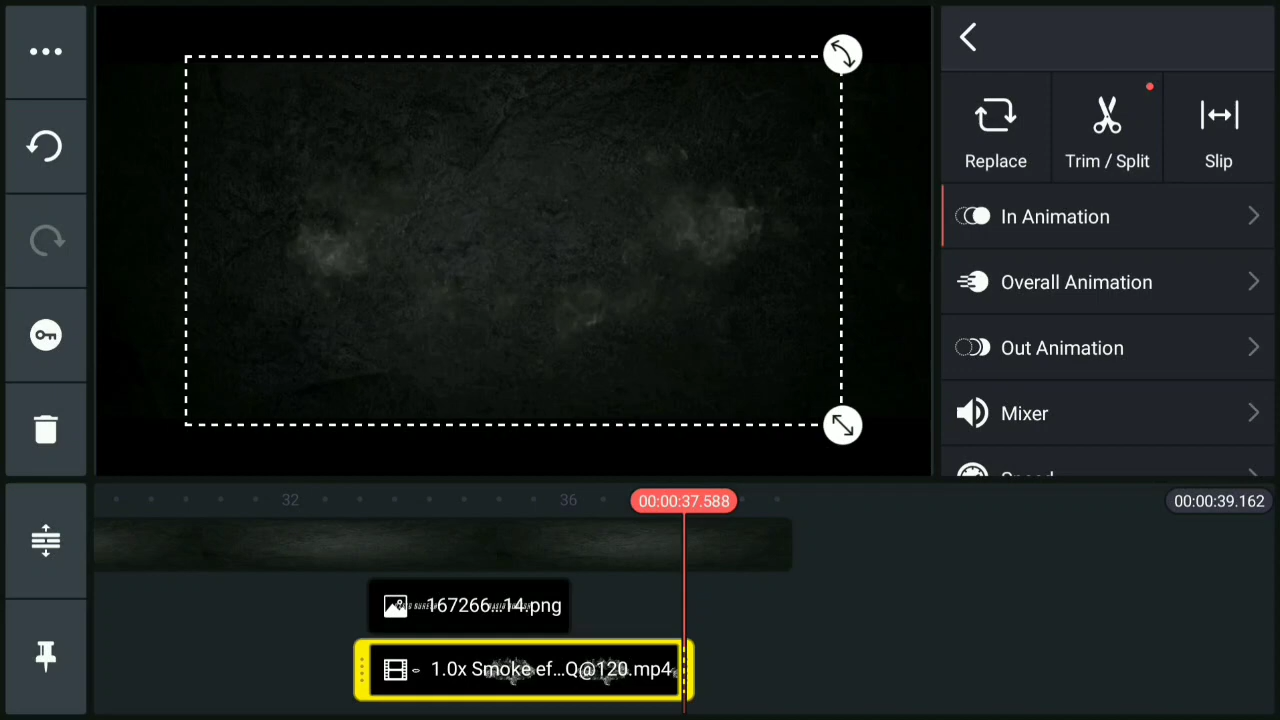 Replace
Trim / Split
Slip
In Animation
Overall Animation
Out Animation
Mixer
Speed
32
36
00:00:37.588
00:00:39.162
167266...14.png
1.0x Smoke ef...Q@120.mp4